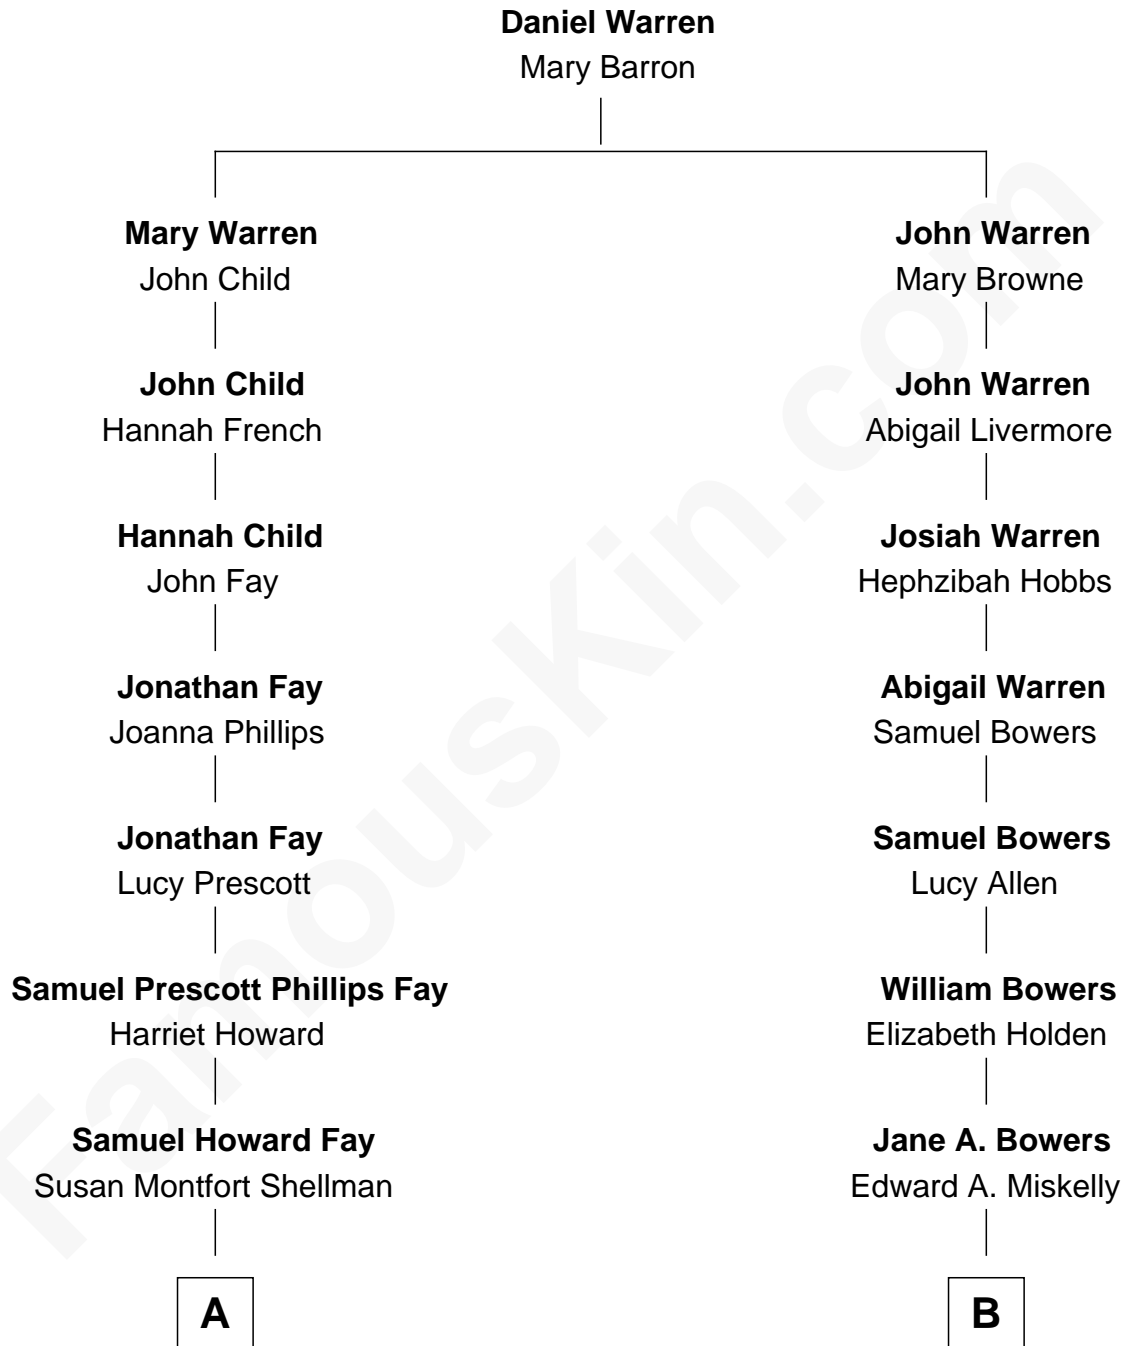 Daniel Warren
Mary Barron
Mary Warren
John Child
John Warren
Mary Browne
John Child
Hannah French
John Warren
Abigail Livermore
Hannah Child
John Fay
Josiah Warren
Hephzibah Hobbs
Jonathan Fay
Joanna Phillips
Abigail Warren
Samuel Bowers
Jonathan Fay
Lucy Prescott
Samuel Bowers
Lucy Allen
Samuel Prescott Phillips Fay
Harriet Howard
William Bowers
Elizabeth Holden
Samuel Howard Fay
Susan Montfort Shellman
Jane A. Bowers
Edward A. Miskelly
A
B
FamousKin.com